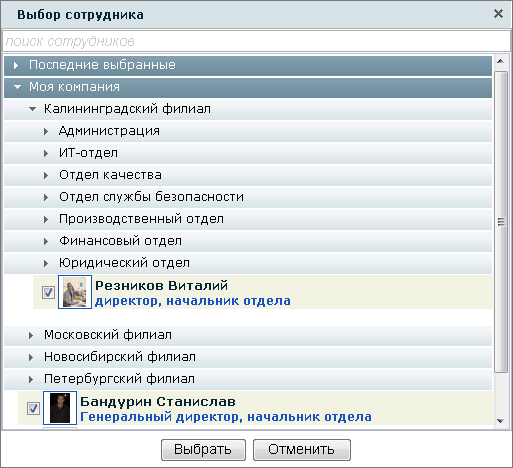 Выбор сотрудника
поиск сотрудников
Последние выбранные
Моя компания
Калининградский филиал
Администрация
ИТ-отдел
Отдел качества
Отдел службы безопасности
Производственный отдел
Финансовый отдел
Юридический отдел
Резников Виталий
директор, начальник отдела
Московский филиал
Новосибирский филиал
Петербургский филиал
Бандурин Станислав
Генеральный директор, начальник отдела
Выбрать Отменить